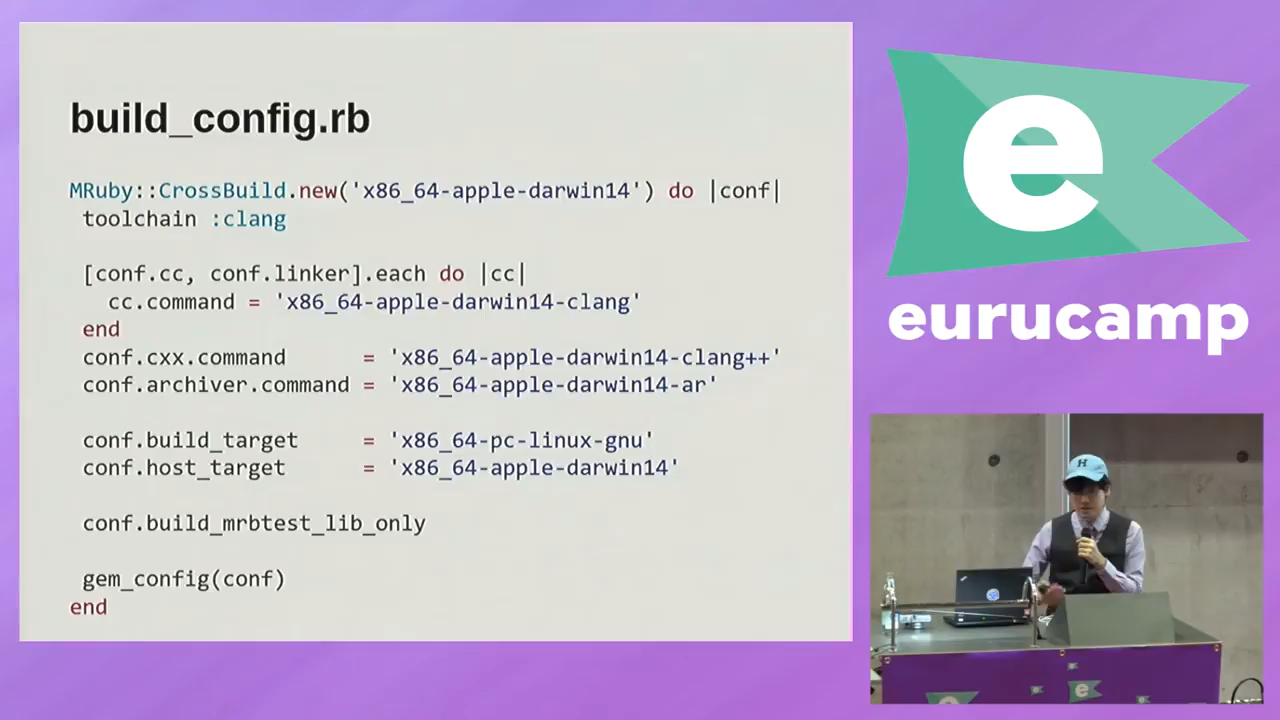 build_config.rb
MRuby::CrossBuild.new('x86_64-apple-darwin14') do |conf|
toolchain :clang
[conf.cc, conf.linker].each do |cc|
cc.command = 'x86_64-apple-darwin14-clang'
end
conf.cxx.command = 'x86_64-apple-darwin14-clang++'
conf.archiver.command = 'x86_64-apple-darwin14-ar'
conf.build_target = 'x86_64-pc-linux-gnu'
conf.host_target = 'x86_64-apple-darwin14'
conf.build_mrbtest_lib_only
gem_config(conf)
end
e
eurucamp
H
e